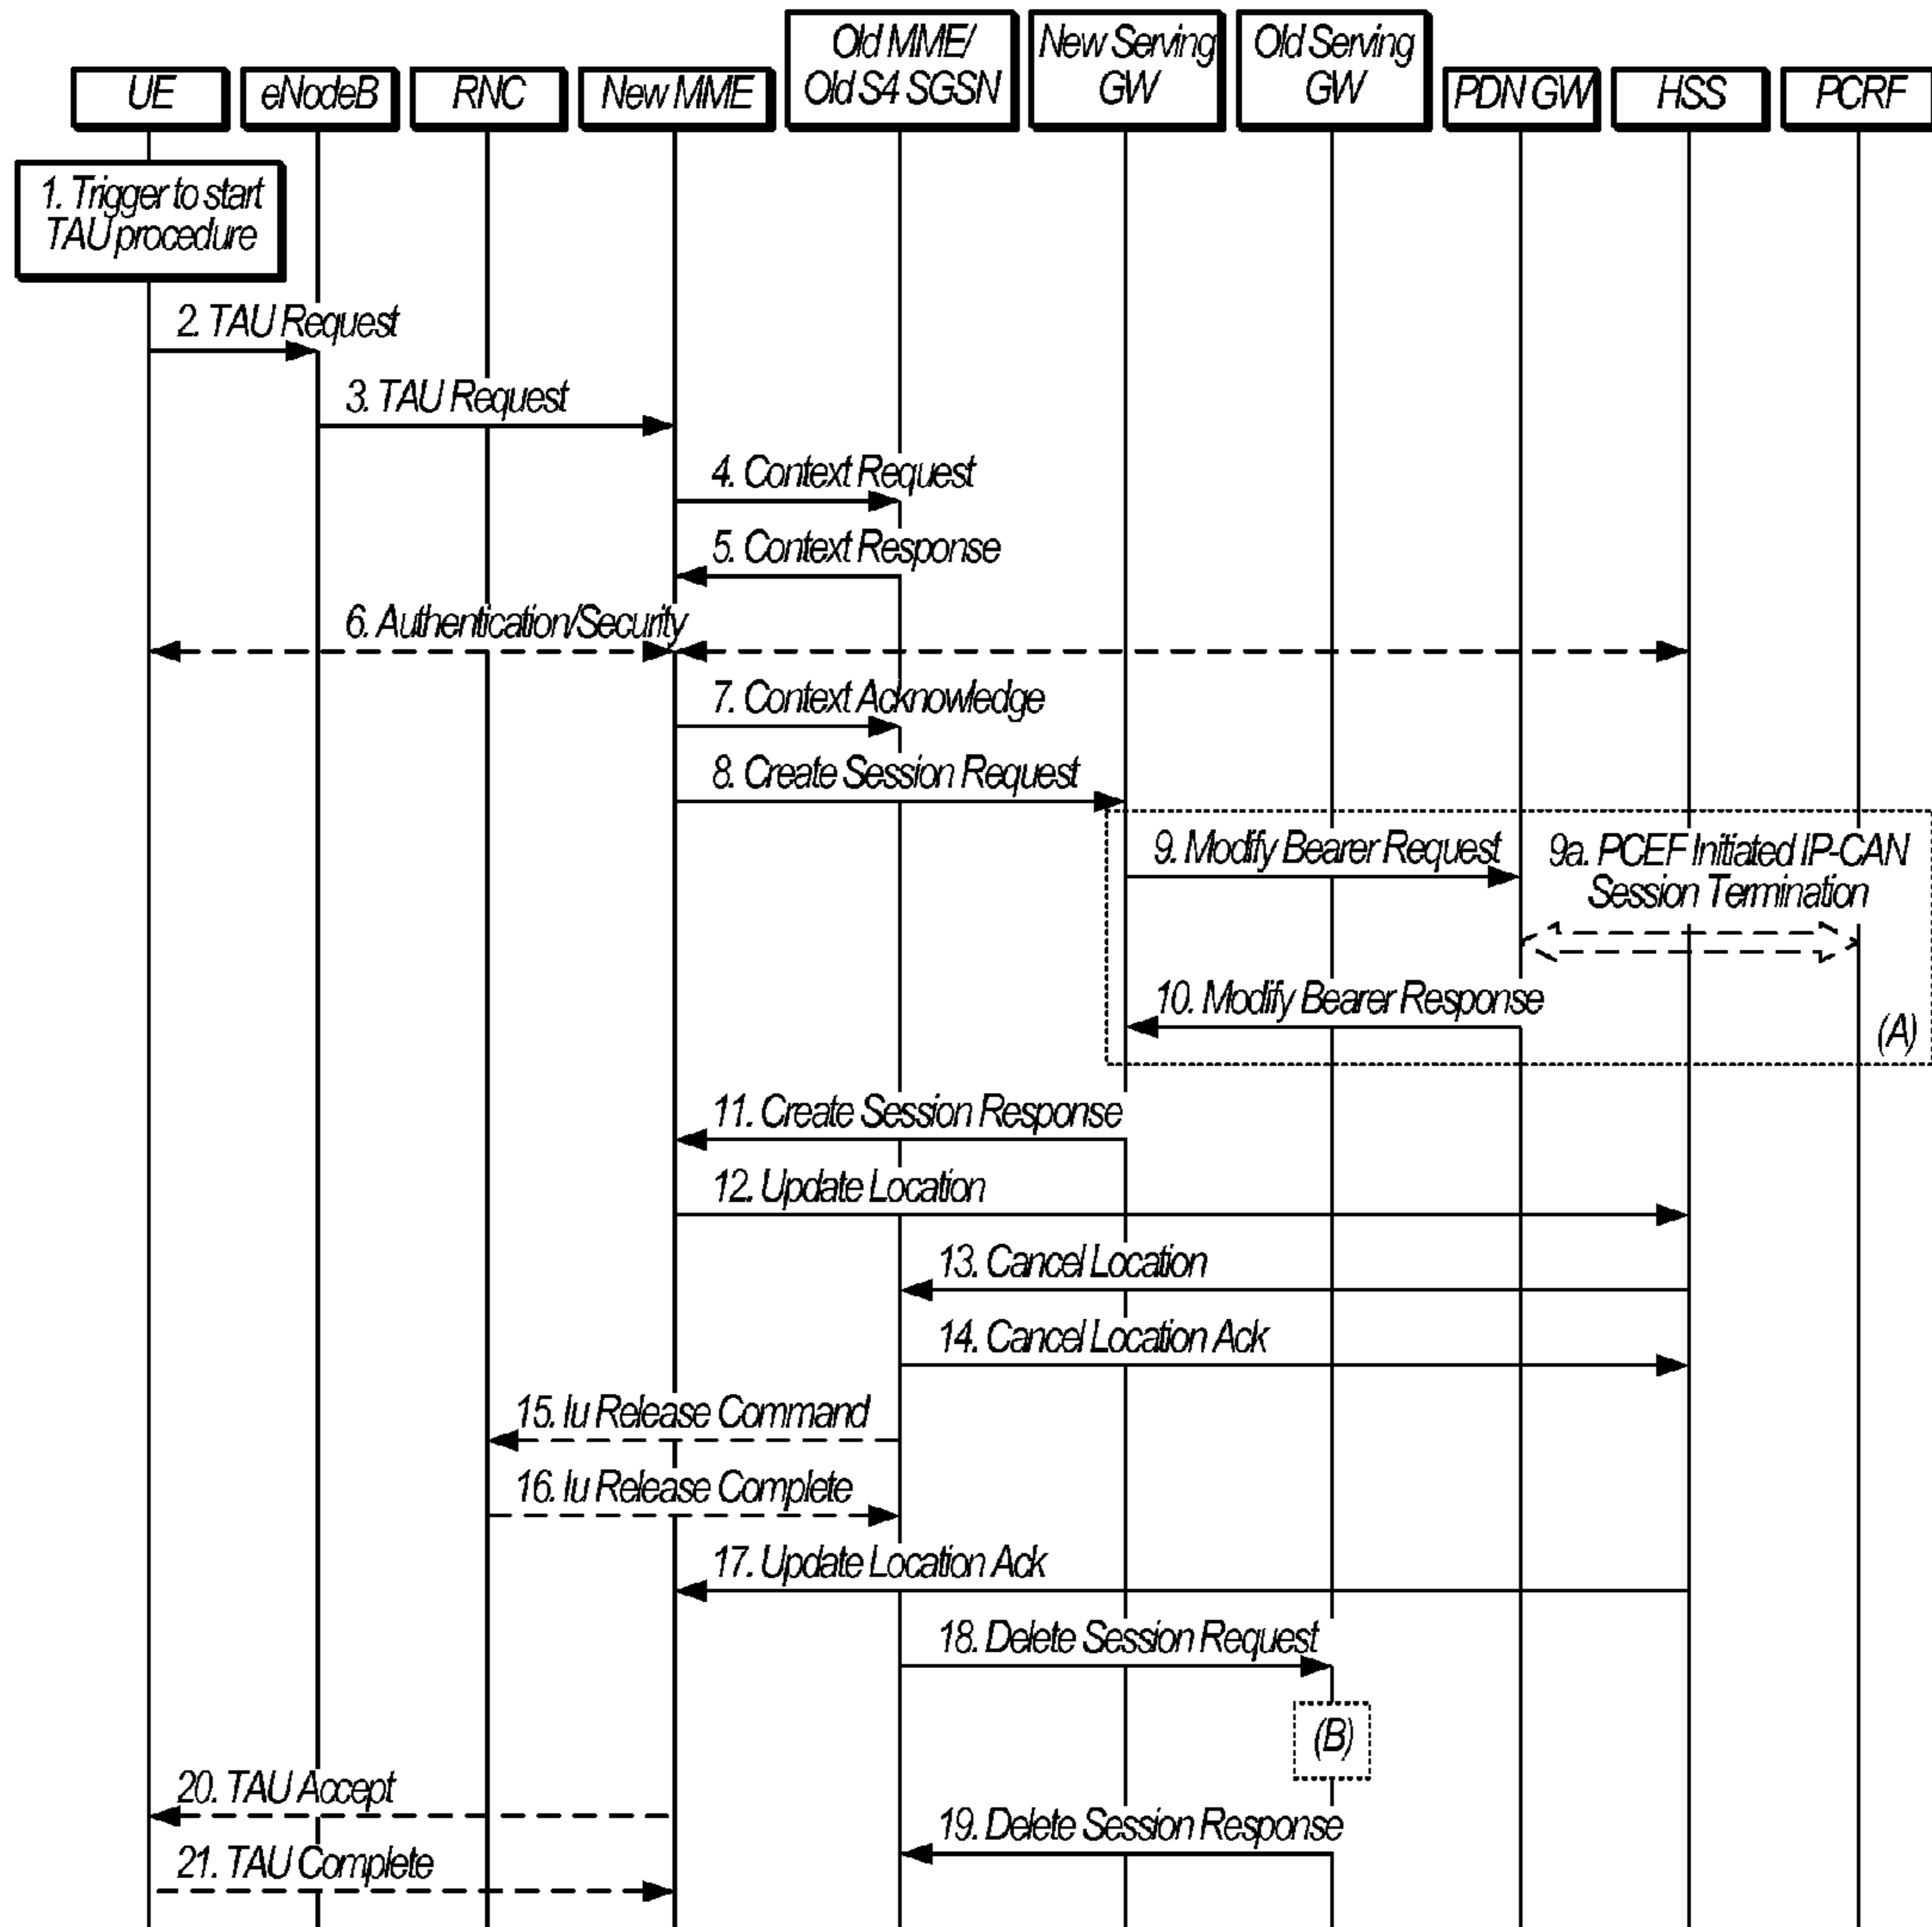 Old MME/
Old S4 SGSN
New Serving
GW
Old Serving
GW
UE
eNodeB
RNC
New MME
PDN GW
HSS
PCRF
1. Trigger to start
TAU procedure
2. TAU Request
3. TAU Request
4. Context Request
5. Context Response
6. Authentication/Security
7. Context Acknowledge
8. Create Session Request
9. Modify Bearer Request
9a. PCEF Initiated IP-CAN
Session Termination
10. Modify Bearer Response
(A)
11. Create Session Response
12. Update Location
13. Cancel Location
14. Cancel Location Ack
15. Iu Release Command
16. Iu Release Complete
17. Update Location Ack
18. Delete Session Request
(B)
20. TAU Accept
19. Delete Session Response
21. TAU Complete